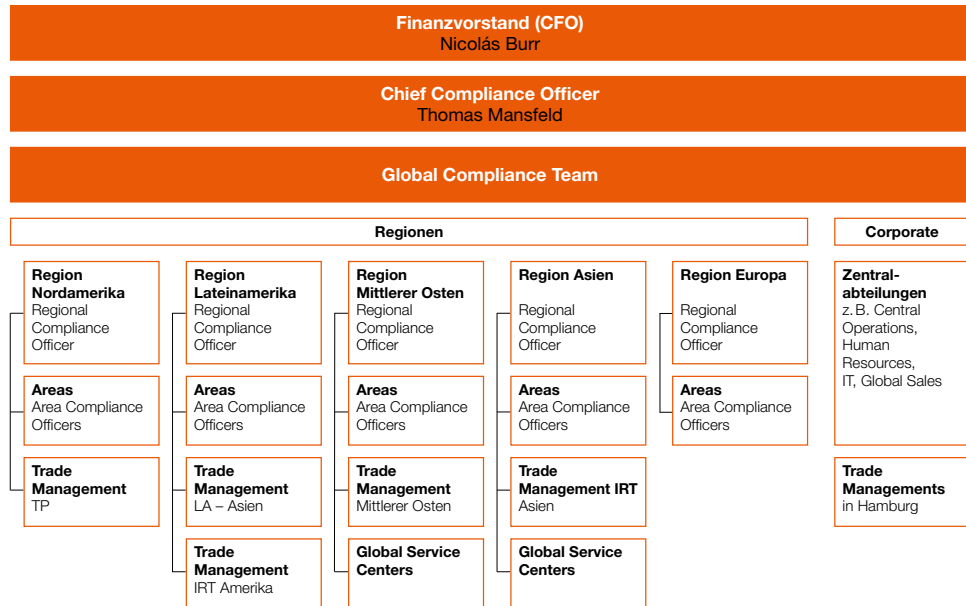 Finanzvorstand (CFO)
Nicolás Burr
Chief Compliance Officer
Thomas Mansfeld
Global Compliance Team
Regionen
Corporate
Region
Nordamerika
Regional
Compliance
Officer
Areas
Area Compliance
Officers
Trade
Management
TP
Region
Lateinamerika
Regional
Compliance
Officer
Areas
Area Compliance
Officers
Trade
Management
LA – Asien
Trade
Management
IRT Amerika
Region
Mittlerer Osten
Regional
Compliance
Officer
Areas
Area Compliance
Officers
Trade
Management
Mittlerer Osten
Global Service
Centers
Region Asien
Regional
Compliance
Officer
Areas
Area Compliance
Officers
Trade
Management IRT
Asien
Global Service
Centers
Region Europa
Regional
Compliance
Officer
Areas
Area Compliance
Officers
Zentral-
abteilungen
z. B. Central
Operations,
Human
Resources,
IT, Global Sales
Trade
Managements
in Hamburg